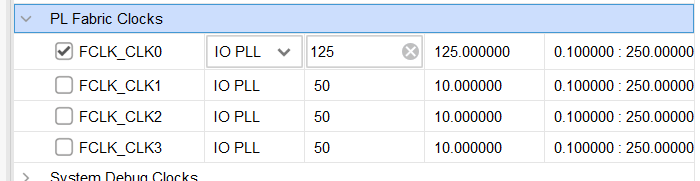 PL Fabric Clocks
FCLK_CLK0 IO PLL 125 125.000000 0.100000 : 250.00000
FCLK_CLK1 IO PLL 50 10.000000 0.100000 : 250.00000
FCLK_CLK2 IO PLL 50 10.000000 0.100000 : 250.00000
FCLK_CLK3 IO PLL 50 10.000000 0.100000 : 250.00000
System Debug Clocks